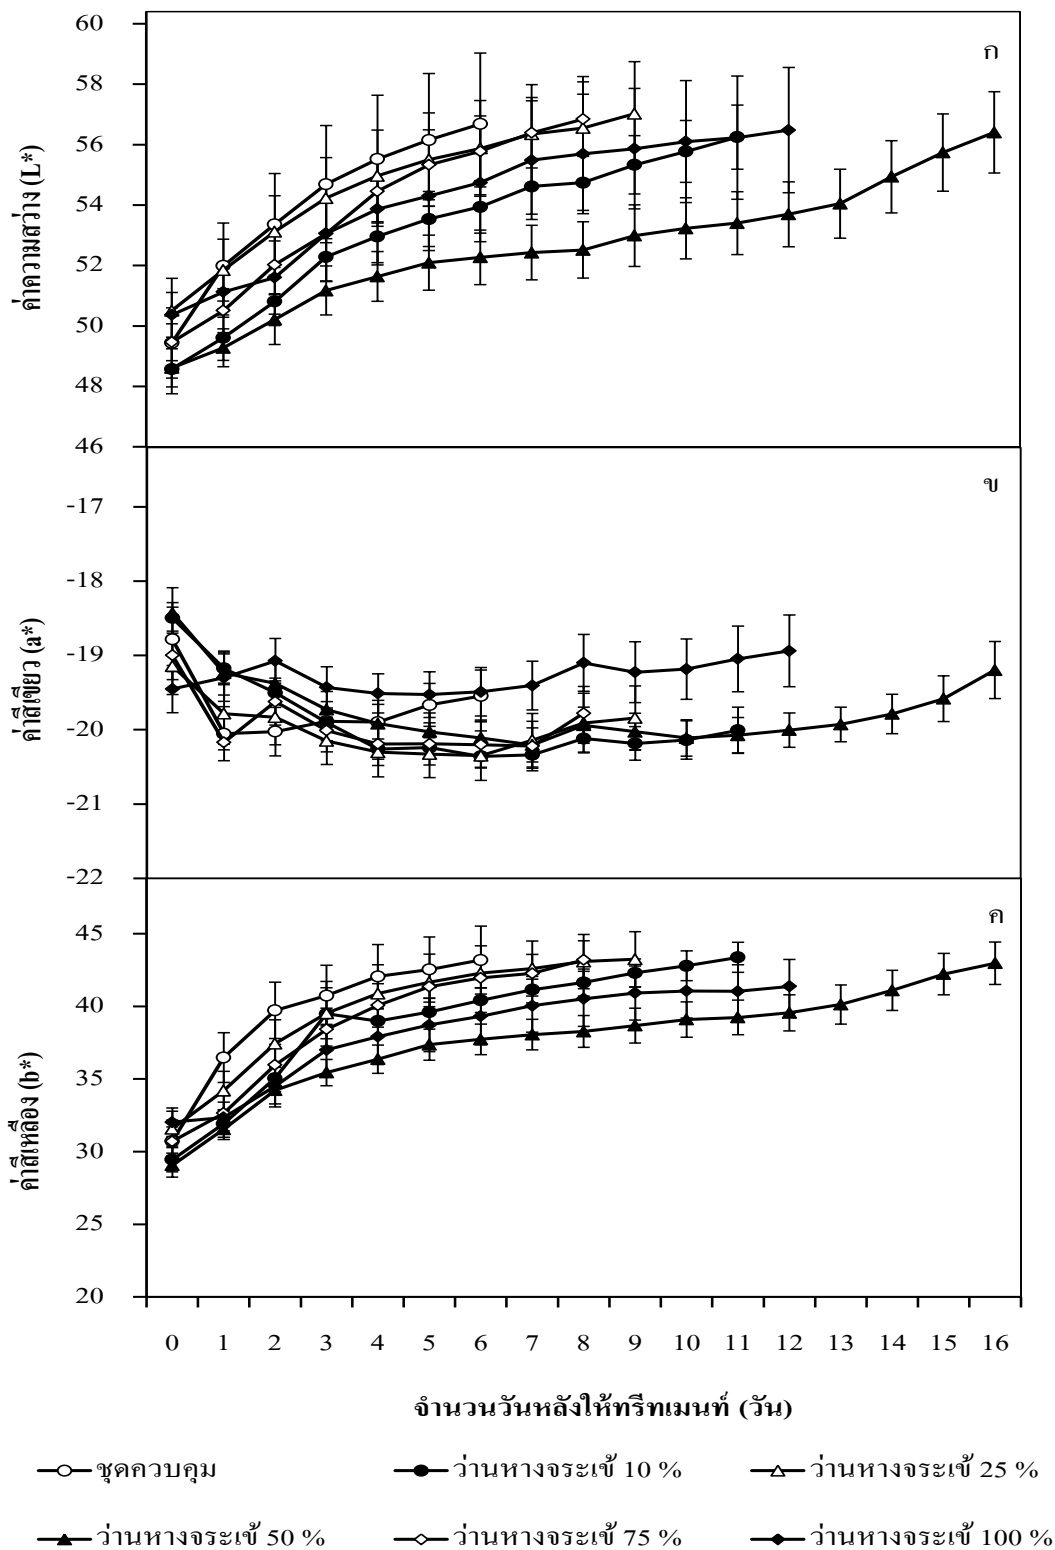 60
58
56
54
52
50
48
46
ค่าความสว่าง (L*)
ก
-17
-18
-19
-20
-21
-22
ค่าสีเขียว (a*)
ข
45
40
35
30
25
20
ค่าสีเหลือง (b*)
ค
0 1 2 3 4 5 6 7 8 9 10 11 12 13 14 15 16
จำนวนวันหลังให้ทรีทเมนท์ (วัน)
ชุดควบคุม ว่านหางจระเข้ 10 % ว่านหางจระเข้ 25 %
ว่านหางจระเข้ 50 % ว่านหางจระเข้ 75 % ว่านหางจระเข้ 100 %